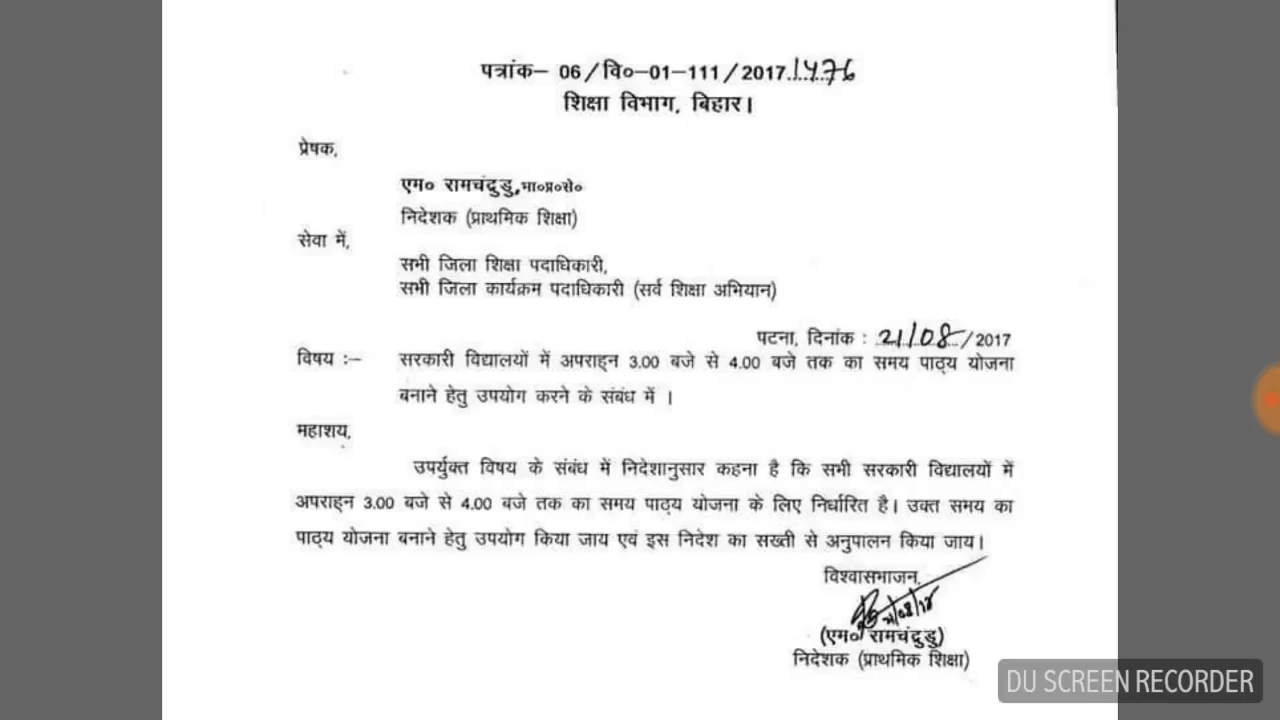 पत्रांक– 06/वि०–01–111/2017.1476
शिक्षा विभाग, बिहार।
प्रेषक,
एम० रामचंद्रुडु,भा०प्र०से०
निदेशक (प्राथमिक शिक्षा)
सेवा में,
सभी जिला शिक्षा पदाधिकारी,
सभी जिला कार्यक्रम पदाधिकारी (सर्व शिक्षा अभियान)
पटना, दिनांक : 21/08/2017
विषय :– सरकारी विद्यालयों में अपराह्न 3.00 बजे से 4.00 बजे तक का समय पाठ्य योजना
बनाने हेतु उपयोग करने के संबंध में ।
महाशय,
उपर्युक्त विषय के संबंध में निदेशानुसार कहना है कि सभी सरकारी विद्यालयों में
अपराह्न 3.00 बजे से 4.00 बजे तक का समय पाठ्य योजना के लिए निर्धारित है। उक्त समय का
पाठ्य योजना बनाने हेतु उपयोग किया जाय एवं इस निदेश का सख्ती से अनुपालन किया जाय।
विश्वासभाजन,
(एम० रामचंद्रुडु)
निदेशक (प्राथमिक शिक्षा)
DU SCREEN RECORDER